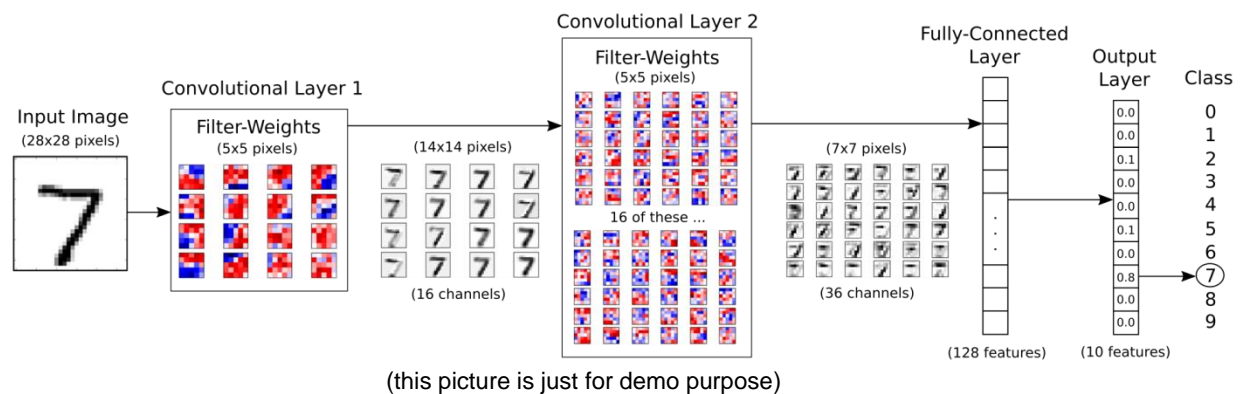 Input Image
(28x28 pixels)
Convolutional Layer 1
Filter-Weights
(5x5 pixels)
(14x14 pixels)
(16 channels)
Convolutional Layer 2
Filter-Weights
(5x5 pixels)
16 of these ...
(7x7 pixels)
(36 channels)
Fully-Connected
Layer
(128 features)
Output
Layer
0.0
0.0
0.1
0.0
0.0
0.1
0.0
0.8
0.0
0.0
(10 features)
Class
0
1
2
3
4
5
6
7
8
9
(this picture is just for demo purpose)